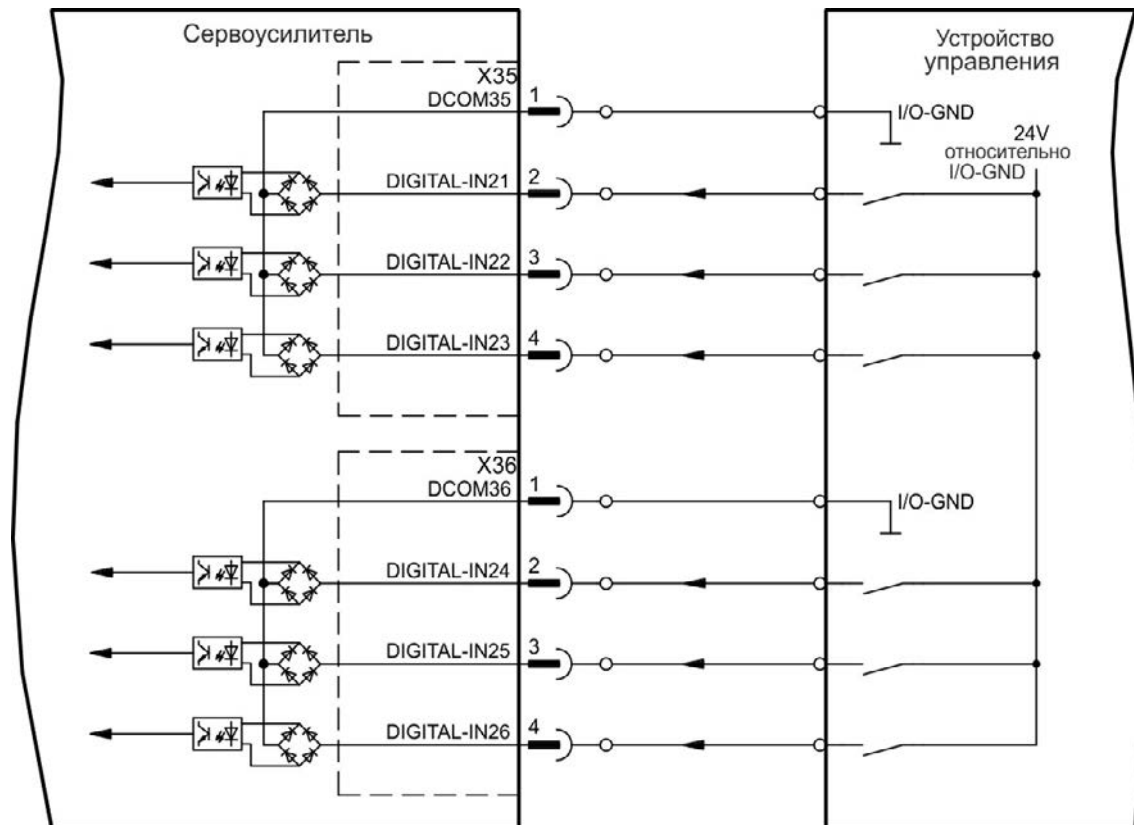 Сервоусилитель
Устройство
управления
X35
DCOM35
1
I/O-GND
24V
относительно
I/O-GND
DIGITAL-IN21
2
DIGITAL-IN22
3
DIGITAL-IN23
4
X36
DCOM36
1
I/O-GND
DIGITAL-IN24
2
DIGITAL-IN25
3
DIGITAL-IN26
4